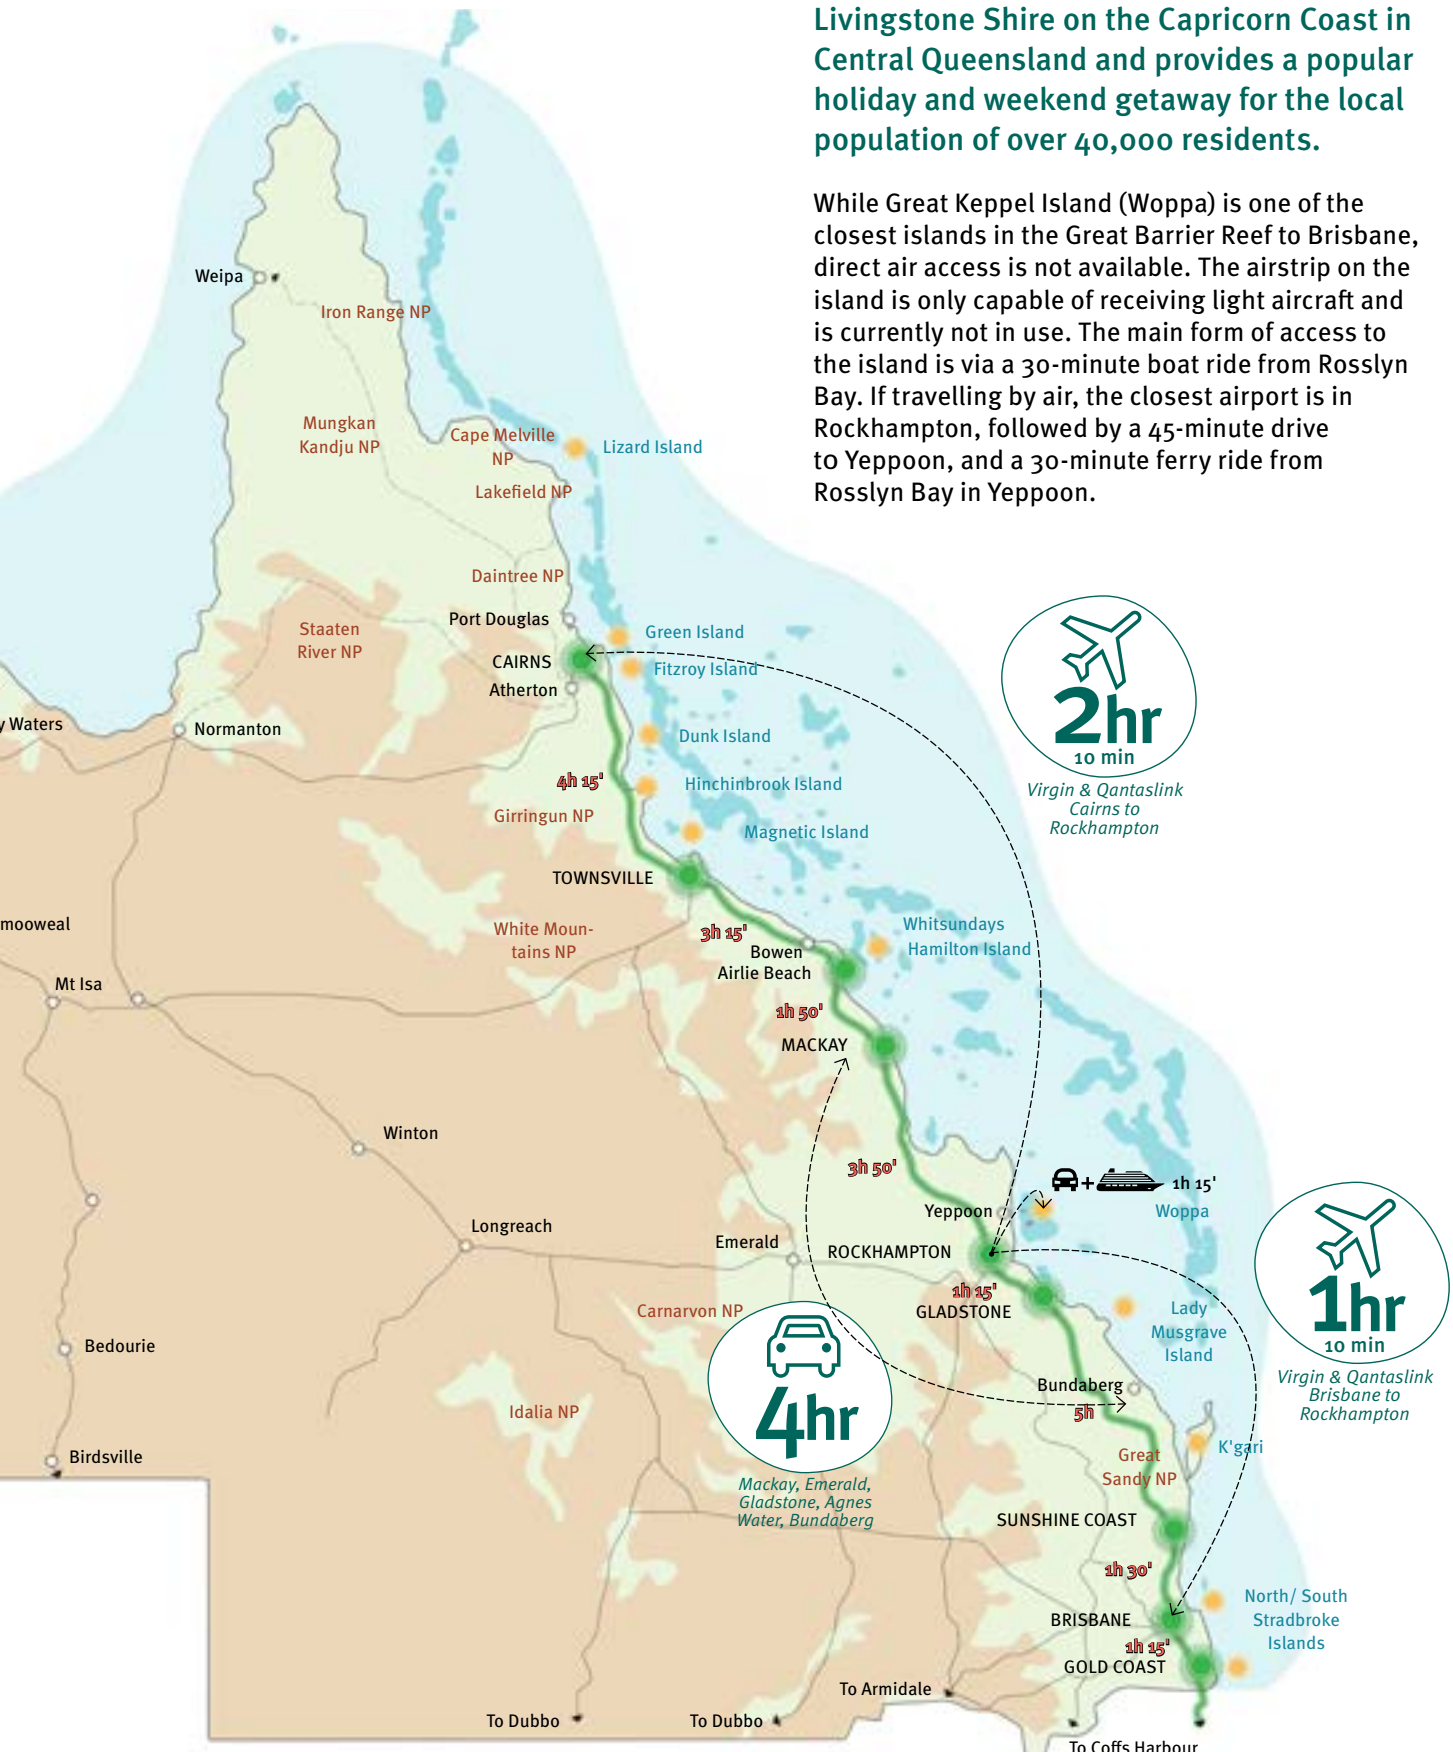 Livingstone Shire on the Capricorn Coast in
Central Queensland and provides a popular
holiday and weekend getaway for the local
population of over 40,000 residents.
While Great Keppel Island (Woppa) is one of the
closest islands in the Great Barrier Reef to Brisbane,
direct air access is not available. The airstrip on the
island is only capable of receiving light aircraft and
is currently not in use. The main form of access to
the island is via a 30-minute boat ride from Rosslyn
Bay. If travelling by air, the closest airport is in
Rockhampton, followed by a 45-minute drive
to Yeppoon, and a 30-minute ferry ride from
Rosslyn Bay in Yeppoon.
Weipa
Iron Range NP
Mungkan
Kandju NP
Cape Melville
NP
Lizard Island
Lakefield NP
Daintree NP
Port Douglas
Staaten
River NP
Green Island
CAIRNS
Fitzroy Island
Atherton
y Waters
Normanton
Dunk Island
4h 15'
Hinchinbrook Island
Girringun NP
Magnetic Island
2hr
10 min
Virgin & Qantaslink
Cairns to
Rockhampton
TOWNSVILLE
mooweal
White Moun-
tains NP
3h 15'
Whitsundays
Hamilton Island
Bowen
Airlie Beach
Mt Isa
1h 50'
MACKAY
Winton
3h 50'
+
1h 15'
Yeppoon
Woppa
Longreach
Emerald
ROCKHAMPTON
1h 15'
GLADSTONE
Carnarvon NP
Lady
Musgrave
Island
1hr
10 min
Virgin & Qantaslink
Brisbane to
Rockhampton
Bedourie
4hr
Mackay, Emerald,
Gladstone, Agnes
Water, Bundaberg
Bundaberg
5h
Idalia NP
K'gari
Great
Sandy NP
Birdsville
SUNSHINE COAST
1h 30'
North/ South
Stradbroke
Islands
BRISBANE
1h 15'
GOLD COAST
To Armidale
To Dubbo
To Dubbo
To Coffs Harbour